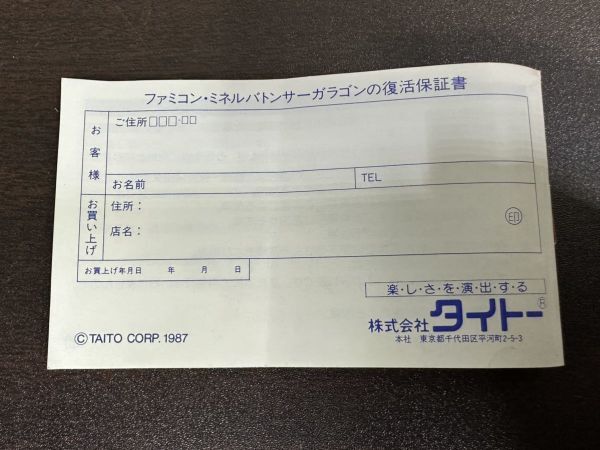 ファミコン・ミネルバトンサーガラゴンの復活保証書
お客様
ご住所□□□-□□
お名前
TEL
お買い上げ
住所：
店名：
印
お買上げ年月日　年　月　日
楽・し・さ・を・演・出・す・る
株式会社 タイトー®
本社　東京都千代田区平河町2-5-3
©TAITO CORP. 1987